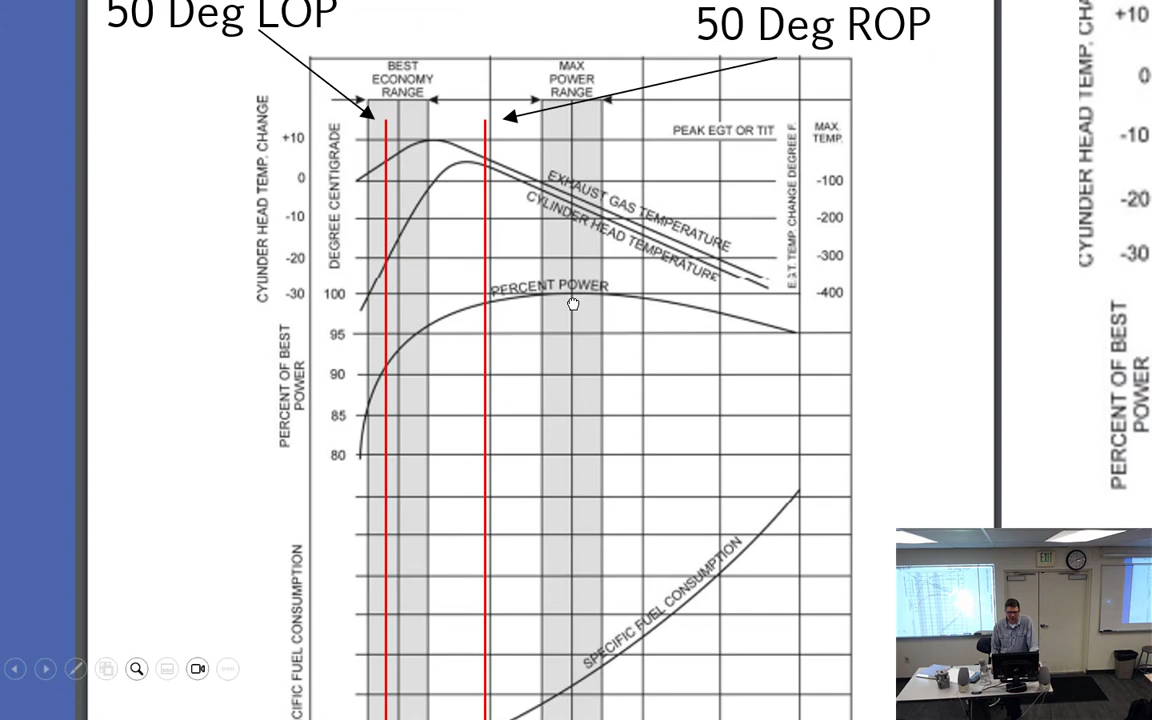 50 Deg LOP
50 Deg ROP
BEST
ECONOMY
RANGE
MAX
POWER
RANGE
PEAK EGT OR TIT
MAX.
TEMP.
CYLINDER HEAD TEMP. CHANGE
DEGREE CENTIGRADE
+10
0
-10
-20
-30
EXHAUST GAS TEMPERATURE
CYLINDER HEAD TEMPERATURE
E.G.T. TEMP. CHANGE DEGREE F.
-100
-200
-300
-400
PERCENT POWER
PERCENT OF BEST
POWER
100
95
90
85
80
SPECIFIC FUEL CONSUMPTION
CIFIC FUEL CONSUMPTION
CYLINDER HEAD TEMP. CHA
+10
0
-10
-20
-30
PERCENT OF BEST
POWER
EXIT